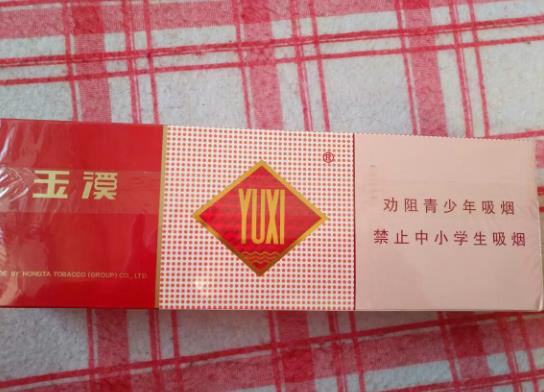 玉溪
DE BY HONGTA TOBACCO (GROUP) CO., LTD.
YUXI
®
劝阻青少年吸烟
禁止中小学生吸烟